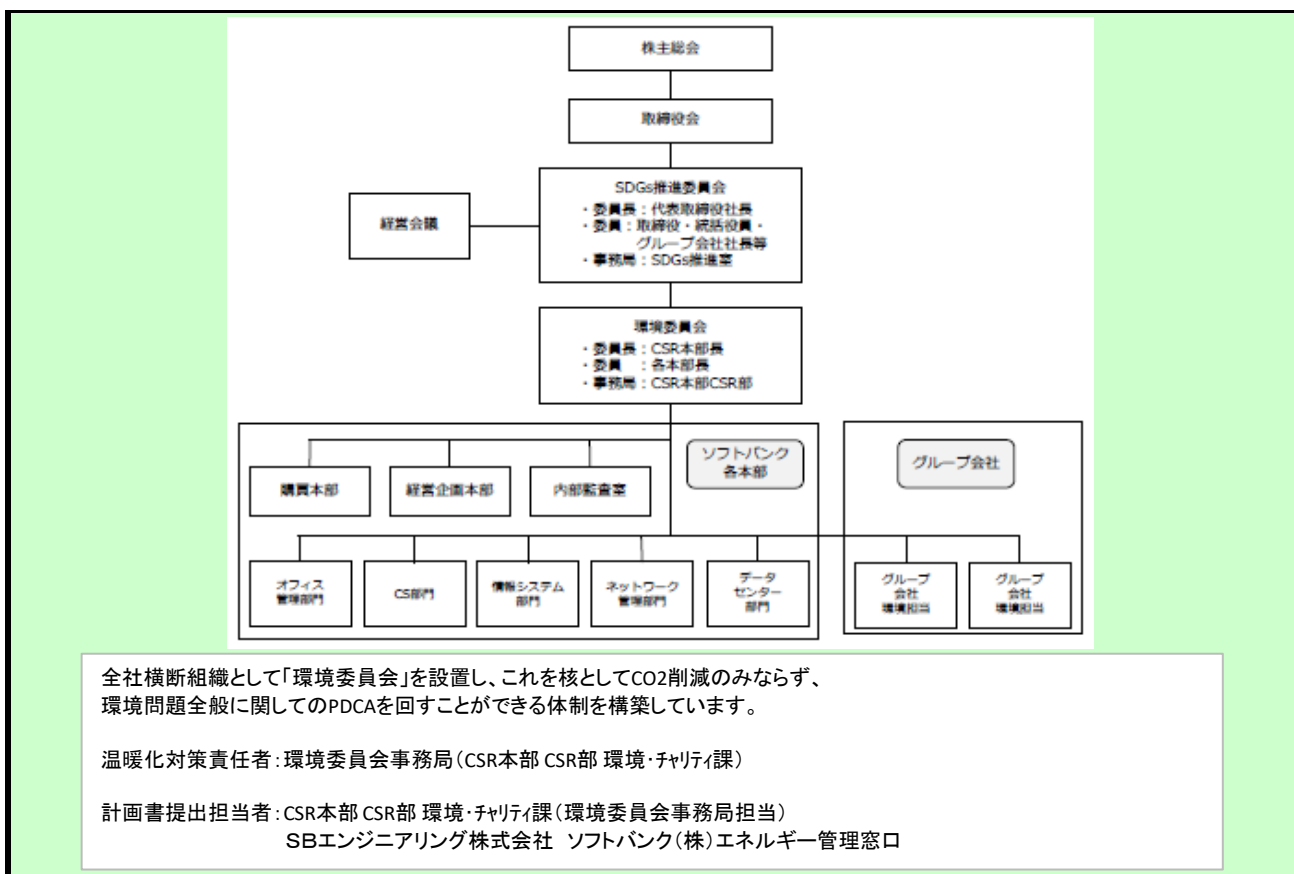 株主総会
取締役会
SDGs推進委員会
・委員長：代表取締役社長
・委員：取締役・統括役員・
グループ会社社長等
・事務局：SDGs推進室
経営会議
環境委員会
・委員長：CSR本部長
・委員　：各本部長
・事務局：CSR本部CSR部
ソフトバンク
各本部
グループ会社
購買本部
経営企画本部
内部監査室
オフィス
管理部門
CS部門
情報システム
部門
ネットワーク
管理部門
データ
センター
部門
グループ
会社
環境担当
グループ
会社
環境担当
全社横断組織として「環境委員会」を設置し、これを核としてCO2削減のみならず、
環境問題全般に関してのPDCAを回すことができる体制を構築しています。
温暖化対策責任者：環境委員会事務局（CSR本部 CSR部 環境・チャリティ課）
計画書提出担当者：CSR本部 CSR部 環境・チャリティ課（環境委員会事務局担当）
ＳＢエンジニアリング株式会社　ソフトバンク（株）エネルギー管理窓口